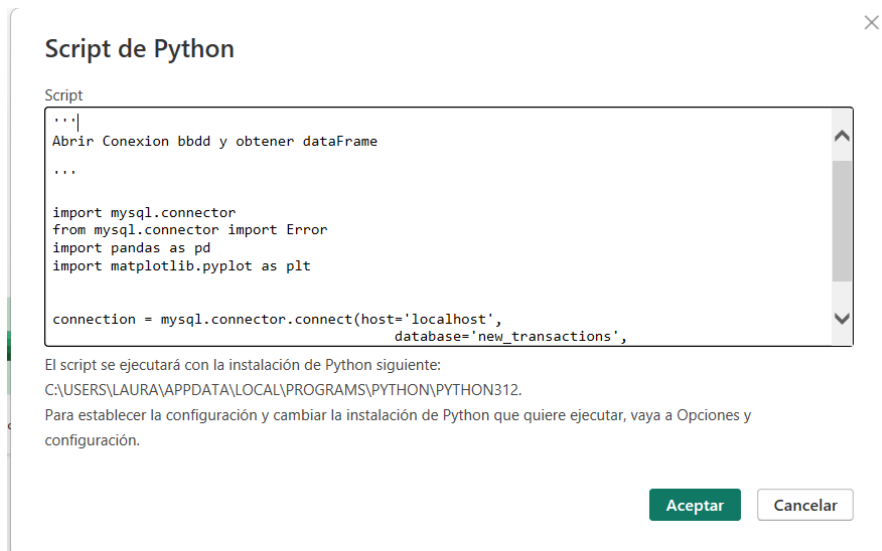 Script de Python
Script
'''
Abrir Conexion bbdd y obtener dataFrame
'''
import mysql.connector
from mysql.connector import Error
import pandas as pd
import matplotlib.pyplot as plt
connection = mysql.connector.connect(host='localhost',
database='new_transactions',
El script se ejecutará con la instalación de Python siguiente:
C:\USERS\LAURA\APPDATA\LOCAL\PROGRAMS\PYTHON\PYTHON312.
Para establecer la configuración y cambiar la instalación de Python que quiere ejecutar, vaya a Opciones y
configuración.
Aceptar Cancelar